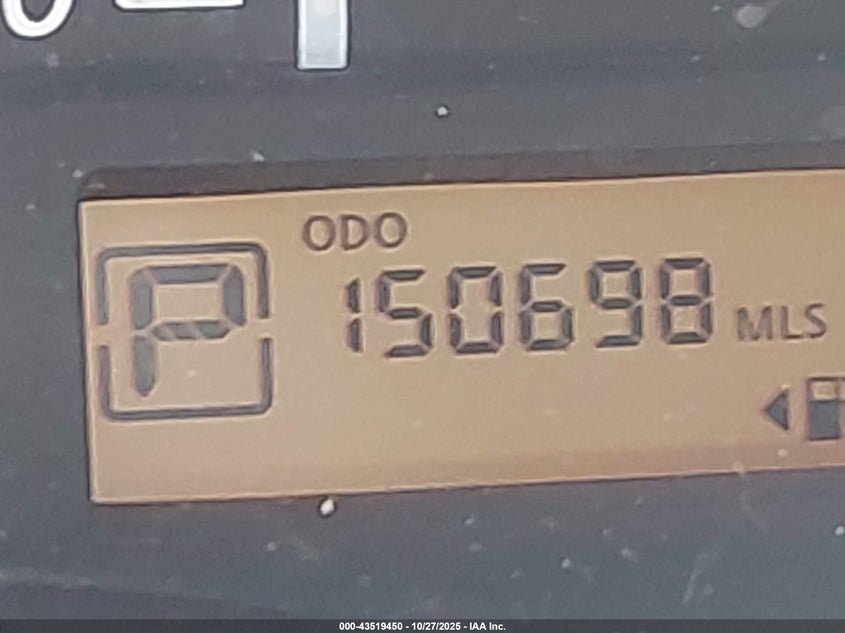 ODO
P 150698 MLS
000-43519450 - 10/27/2025 - IAA Inc.